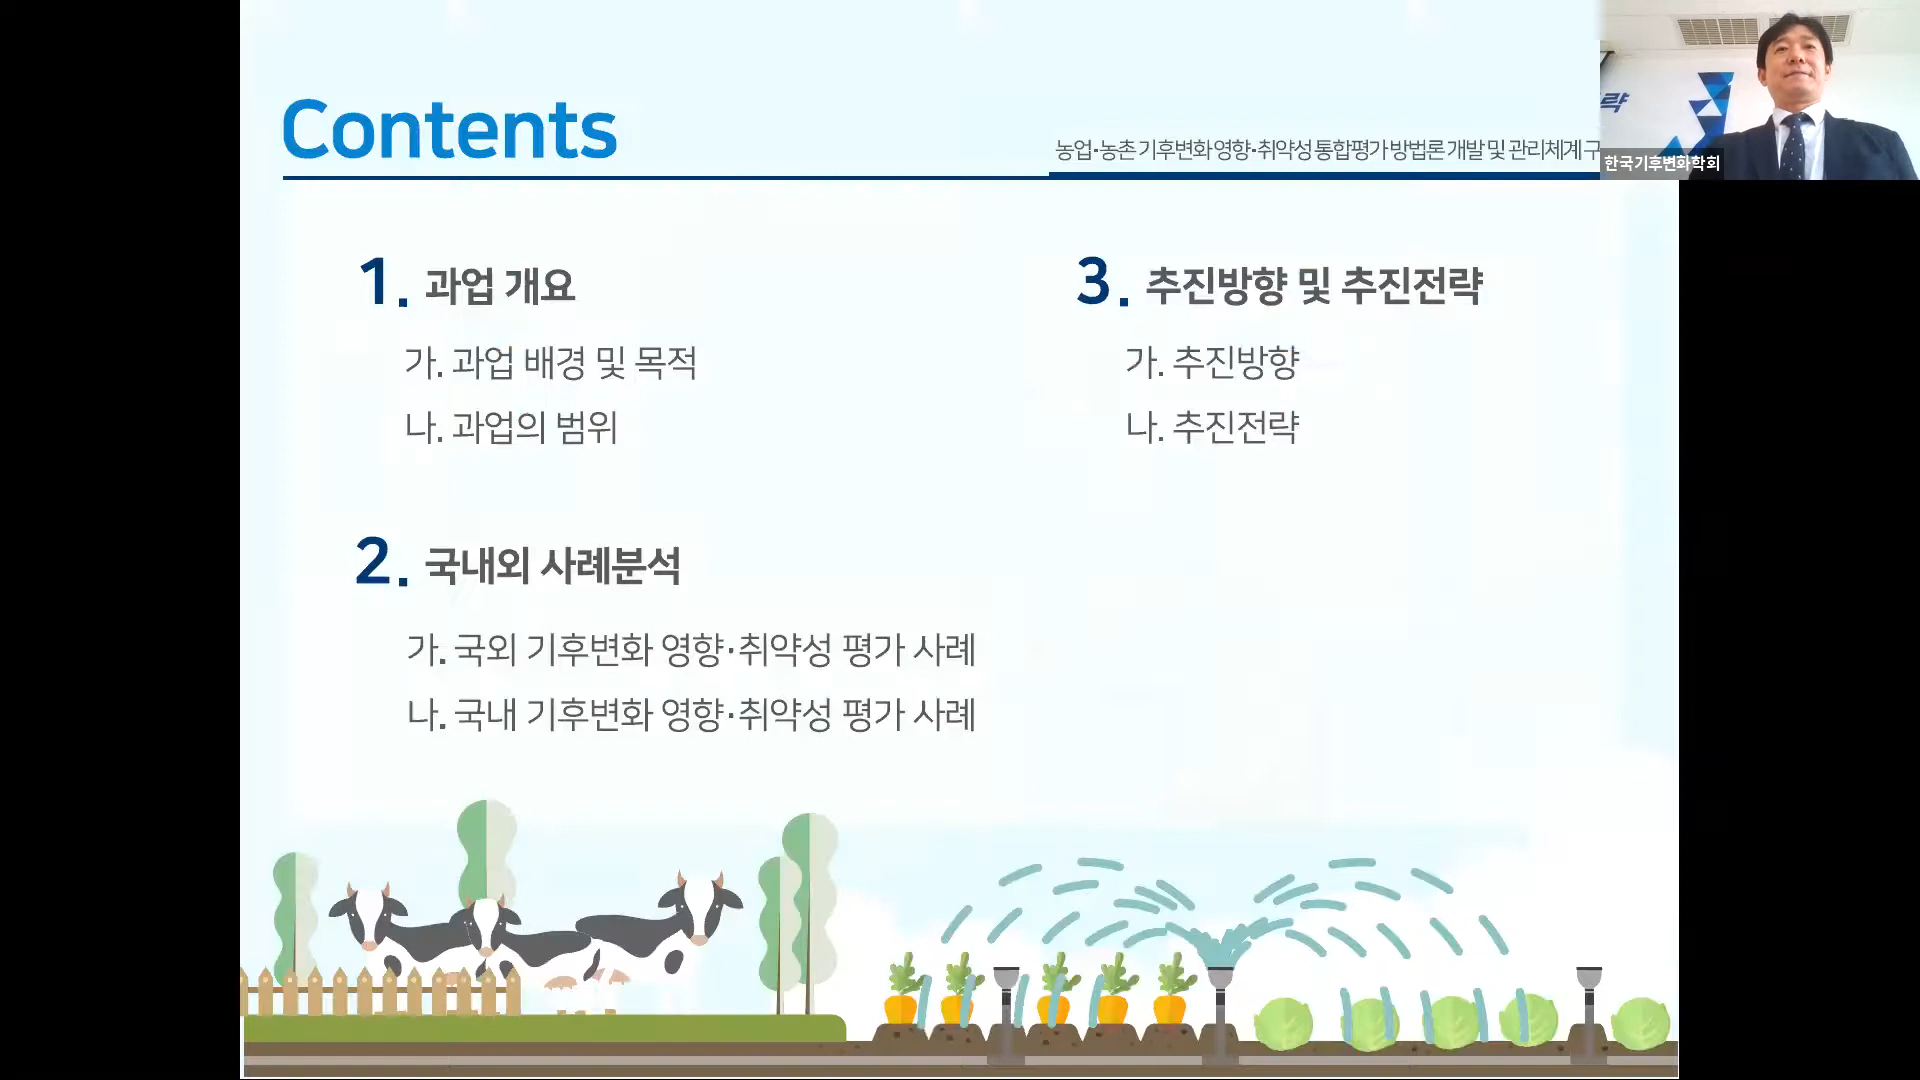 Contents
농업·농촌 기후변화 영향·취약성 통합평가 방법론 개발 및 관리체계 구
략
한국기후변화학회
1. 과업 개요
가. 과업 배경 및 목적
나. 과업의 범위
2. 국내외 사례분석
가. 국외 기후변화 영향·취약성 평가 사례
나. 국내 기후변화 영향·취약성 평가 사례
3. 추진방향 및 추진전략
가. 추진방향
나. 추진전략